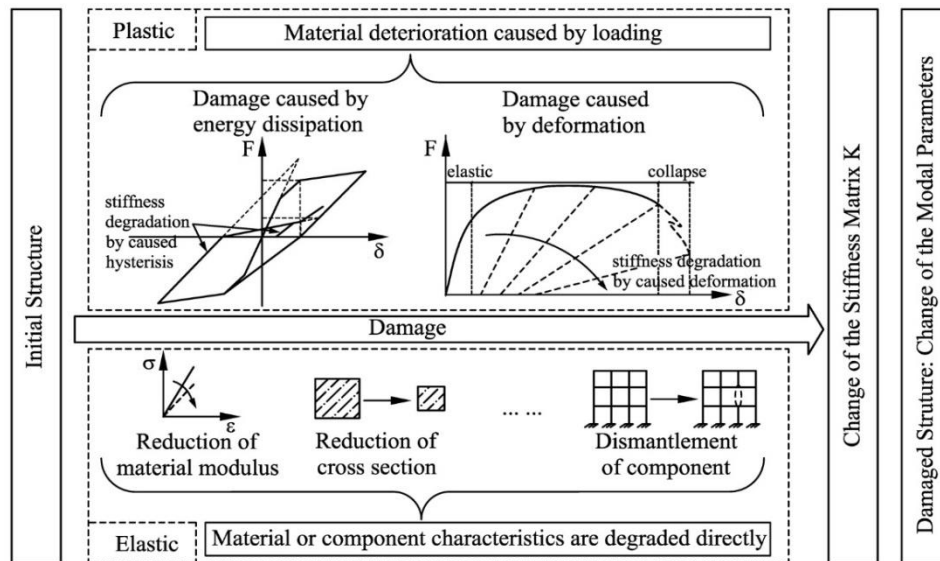 Initial Structure
Plastic
Material deterioration caused by loading
Damage caused by
energy dissipation
F
stiffness
degradation
by caused
hysterisis
δ
Damage caused
by deformation
F
elastic
collapse
stiffness degradation
by caused deformation
δ
Damage
σ
ε
Reduction of
material modulus
Reduction of
cross section
... ...
Dismantlement
of component
Elastic
Material or component characteristics are degraded directly
Change of the Stiffness Matrix K
Damaged Struture: Change of the Modal Parameters